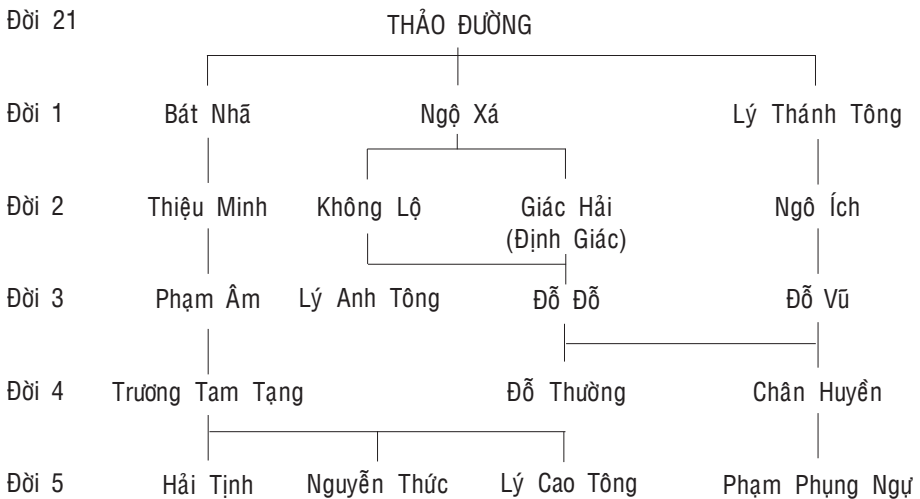 Đời 21 THẢO ĐƯỜNG
Đời 1 Bát Nhã Ngộ Xá Lý Thánh Tông
Đời 2 Thiệu Minh Không Lộ Giác Hải Ngô Ích
(Định Giác)
Đời 3 Phạm Âm Lý Anh Tông Đỗ Đỗ Đỗ Vũ
Đời 4 Trương Tam Tạng Đỗ Thường Chân Huyền
Đời 5 Hải Tịnh Nguyễn Thức Lý Cao Tông Phạm Phụng Ngự